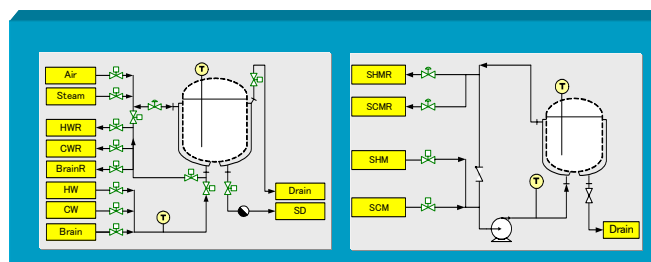 Air
T
Steam
HWR
CWR
BrainR
HW
CW
T
Brain
Drain
SD
SHMR
SCMR
T
SHM
T
SCM
Drain